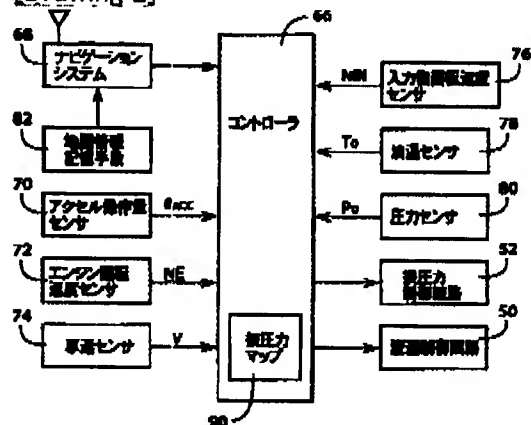 66
68
ナビゲーション
システム
コントローラ
NIN
76
入力軸回転速度
センサ
82
地図情報
記憶手段
To
78
油温センサ
70
アクセル操作量
センサ
θACC
Po
80
圧力センサ
72
エンジン回転
速度センサ
NE
52
挟圧力
制御回路
74
車速センサ
V
挟圧力
マップ
50
変速制御回路
90